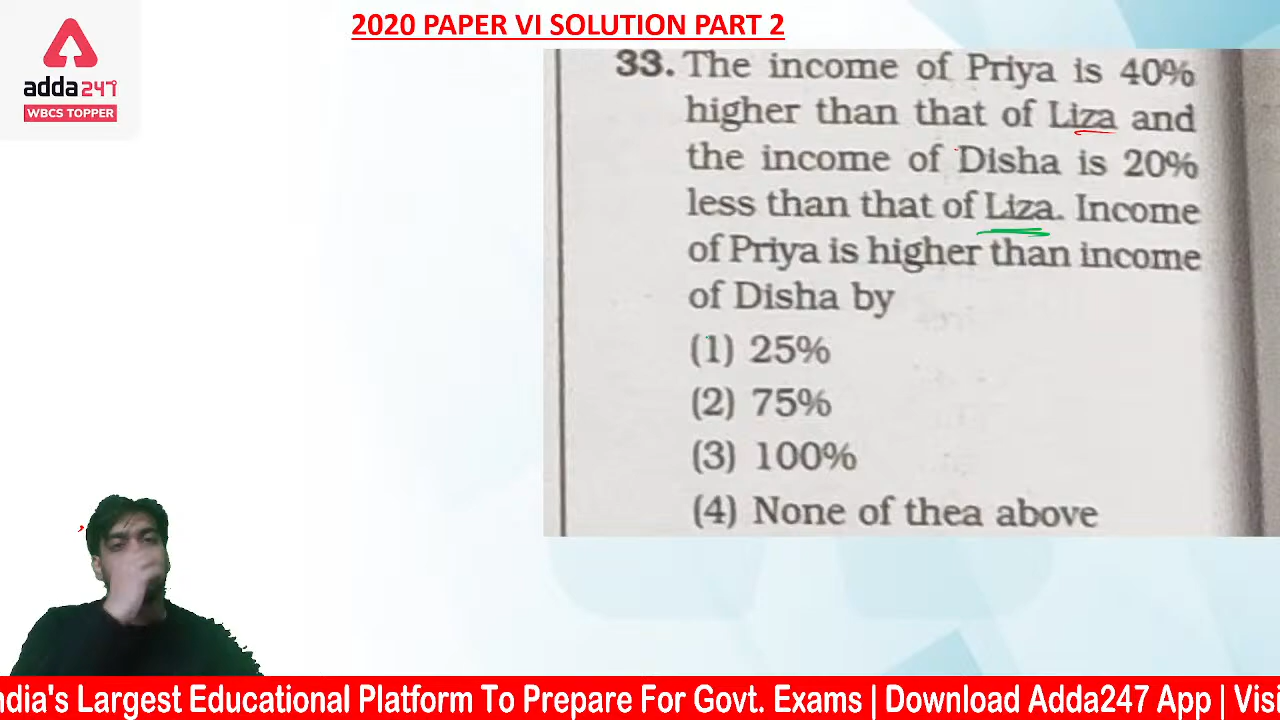 2020 PAPER VI SOLUTION PART 2
adda247
WBCS TOPPER
33. The income of Priya is 40%
higher than that of Liza and
the income of Disha is 20%
less than that of Liza. Income
of Priya is higher than income
of Disha by
(1) 25%
(2) 75%
(3) 100%
(4) None of thea above
ndia's Largest Educational Platform To Prepare For Govt. Exams | Download Adda247 App | Visi